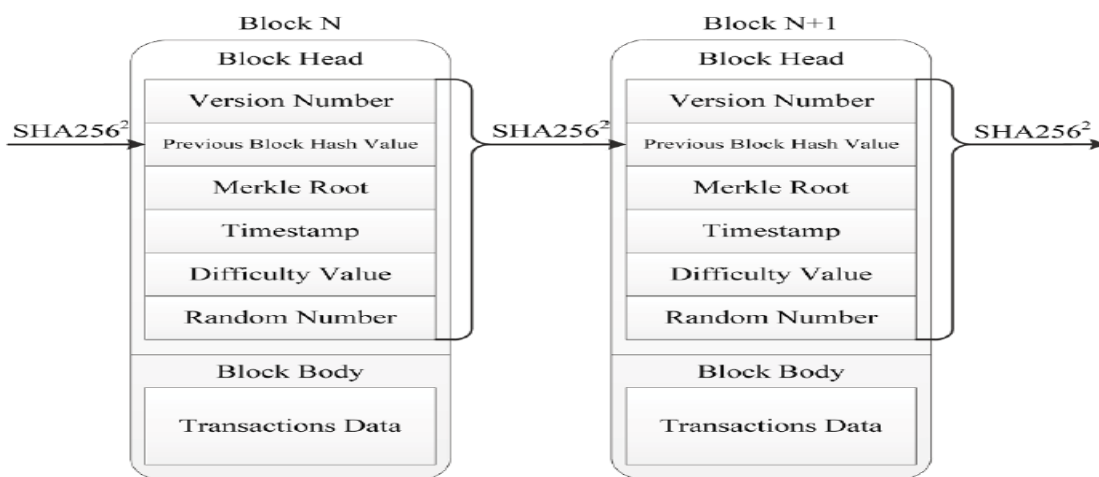 Block N
Block Head
Version Number
SHA256²
Previous Block Hash Value
Merkle Root
Timestamp
Difficulty Value
Random Number
Block Body
Transactions Data
SHA256²
Block N+1
Block Head
Version Number
Previous Block Hash Value
Merkle Root
Timestamp
Difficulty Value
Random Number
Block Body
Transactions Data
SHA256²